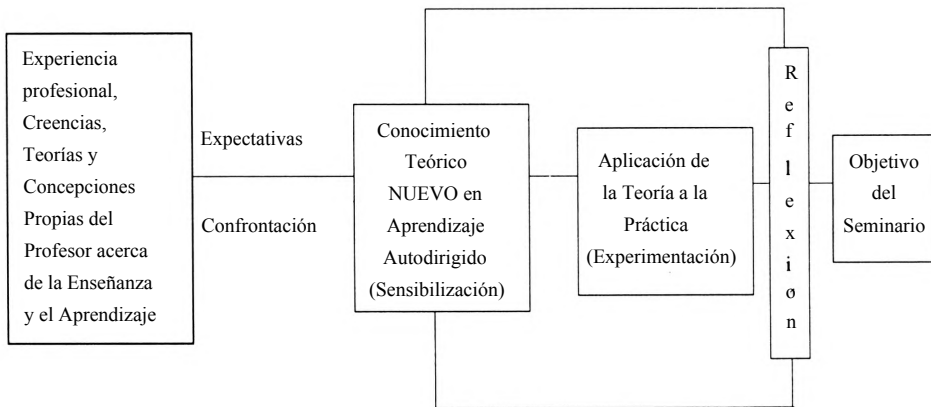 Experiencia
profesional,
Creencias,
Teorías y
Concepciones
Propias del
Profesor acerca
de la Enseñanza
y el Aprendizaje
Expectativas
Confrontación
Conocimiento
Teórico
NUEVO en
Aprendizaje
Autodirigido
(Sensibilización)
Aplicación de
la Teoría a la
Práctica
(Experimentación)
R
e
f
l
e
x
i
ø
n
Objetivo
del
Seminario